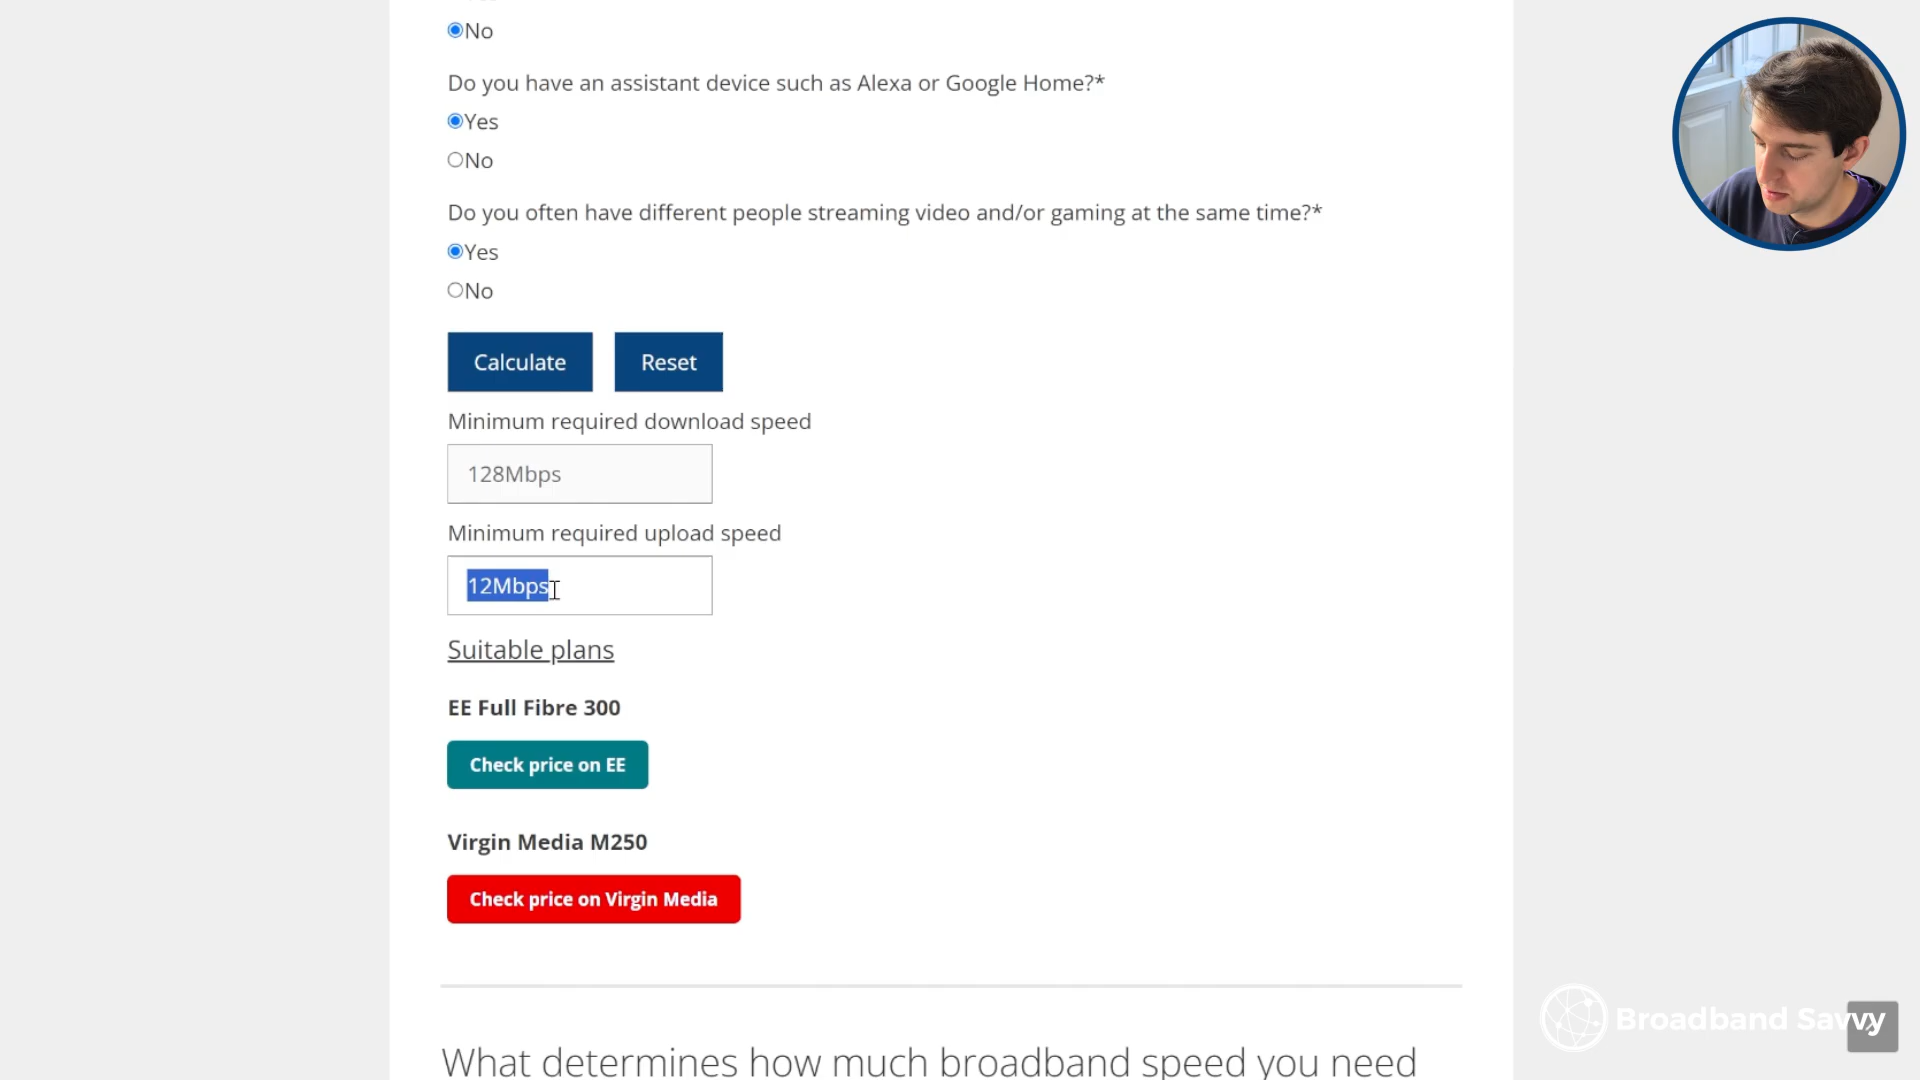 No
Do you have an assistant device such as Alexa or Google Home?*
Yes
No
Do you often have different people streaming video and/or gaming at the same time?*
Yes
No
Calculate Reset
Minimum required download speed
128Mbps
Minimum required upload speed
12Mbps
Suitable plans
EE Full Fibre 300
Check price on EE
Virgin Media M250
Check price on Virgin Media
Broadband Savvy
What determines how much broadband speed you need